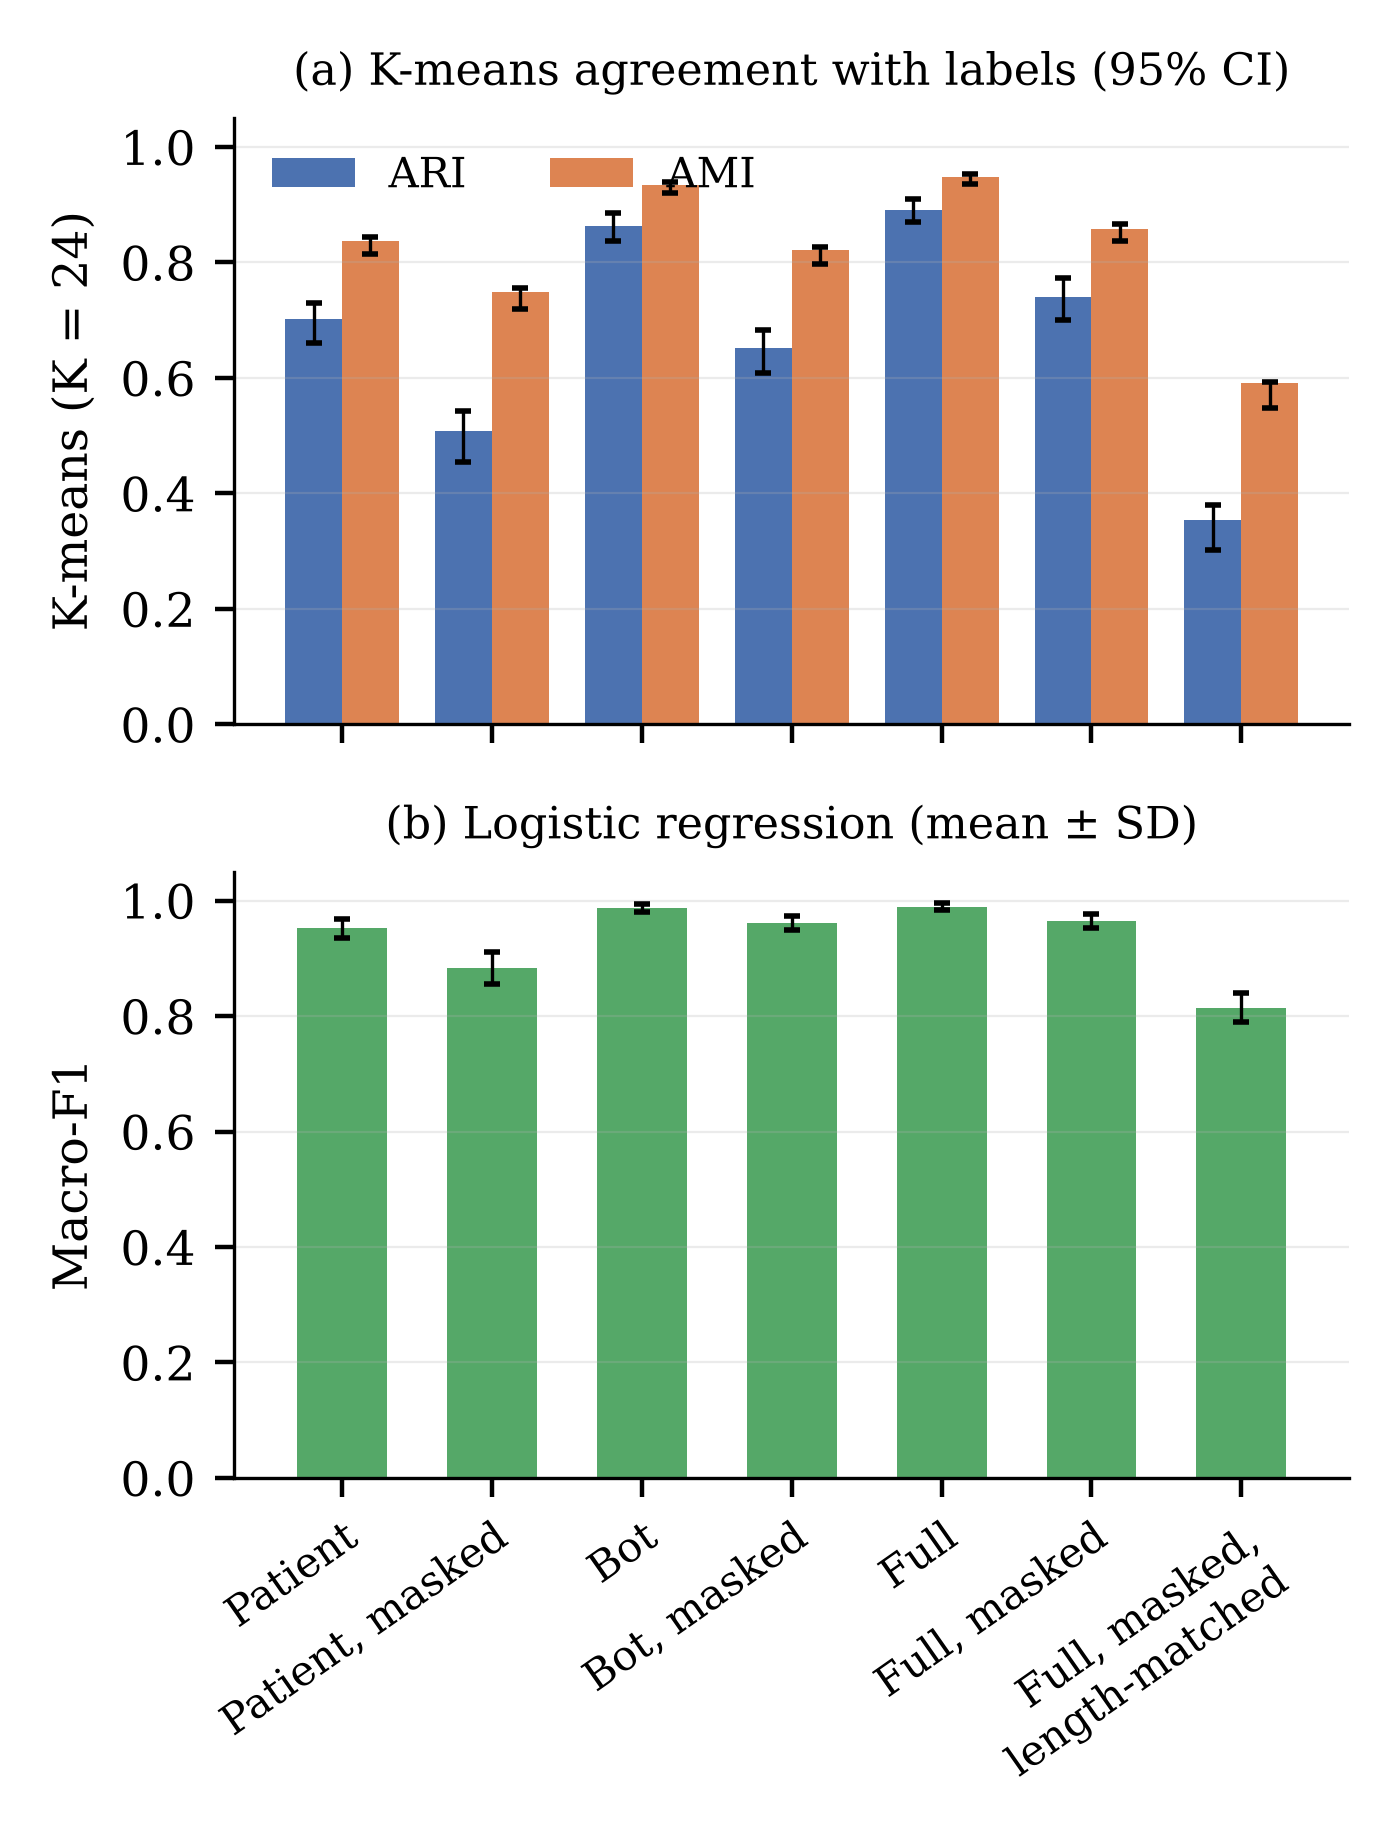 (a) K-means agreement with labels (95% CI)
ARI AMI
K-means (K = 24)
1.0
0.8
0.6
0.4
0.2
0.0
(b) Logistic regression (mean ± SD)
Macro-F1
1.0
0.8
0.6
0.4
0.2
0.0
Patient
Patient, masked
Bot
Bot, masked
Full
Full, masked
Full, masked,
length-matched